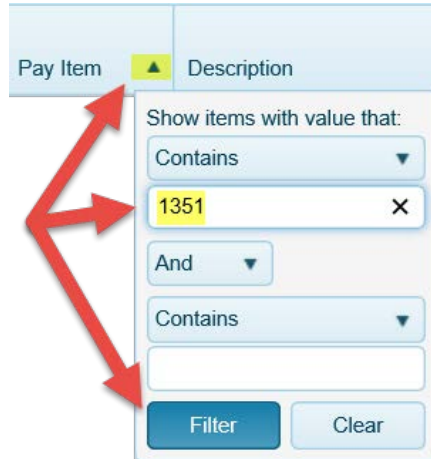 Pay Item Description
Show items with value that:
Contains
1351
And
Contains
Filter Clear